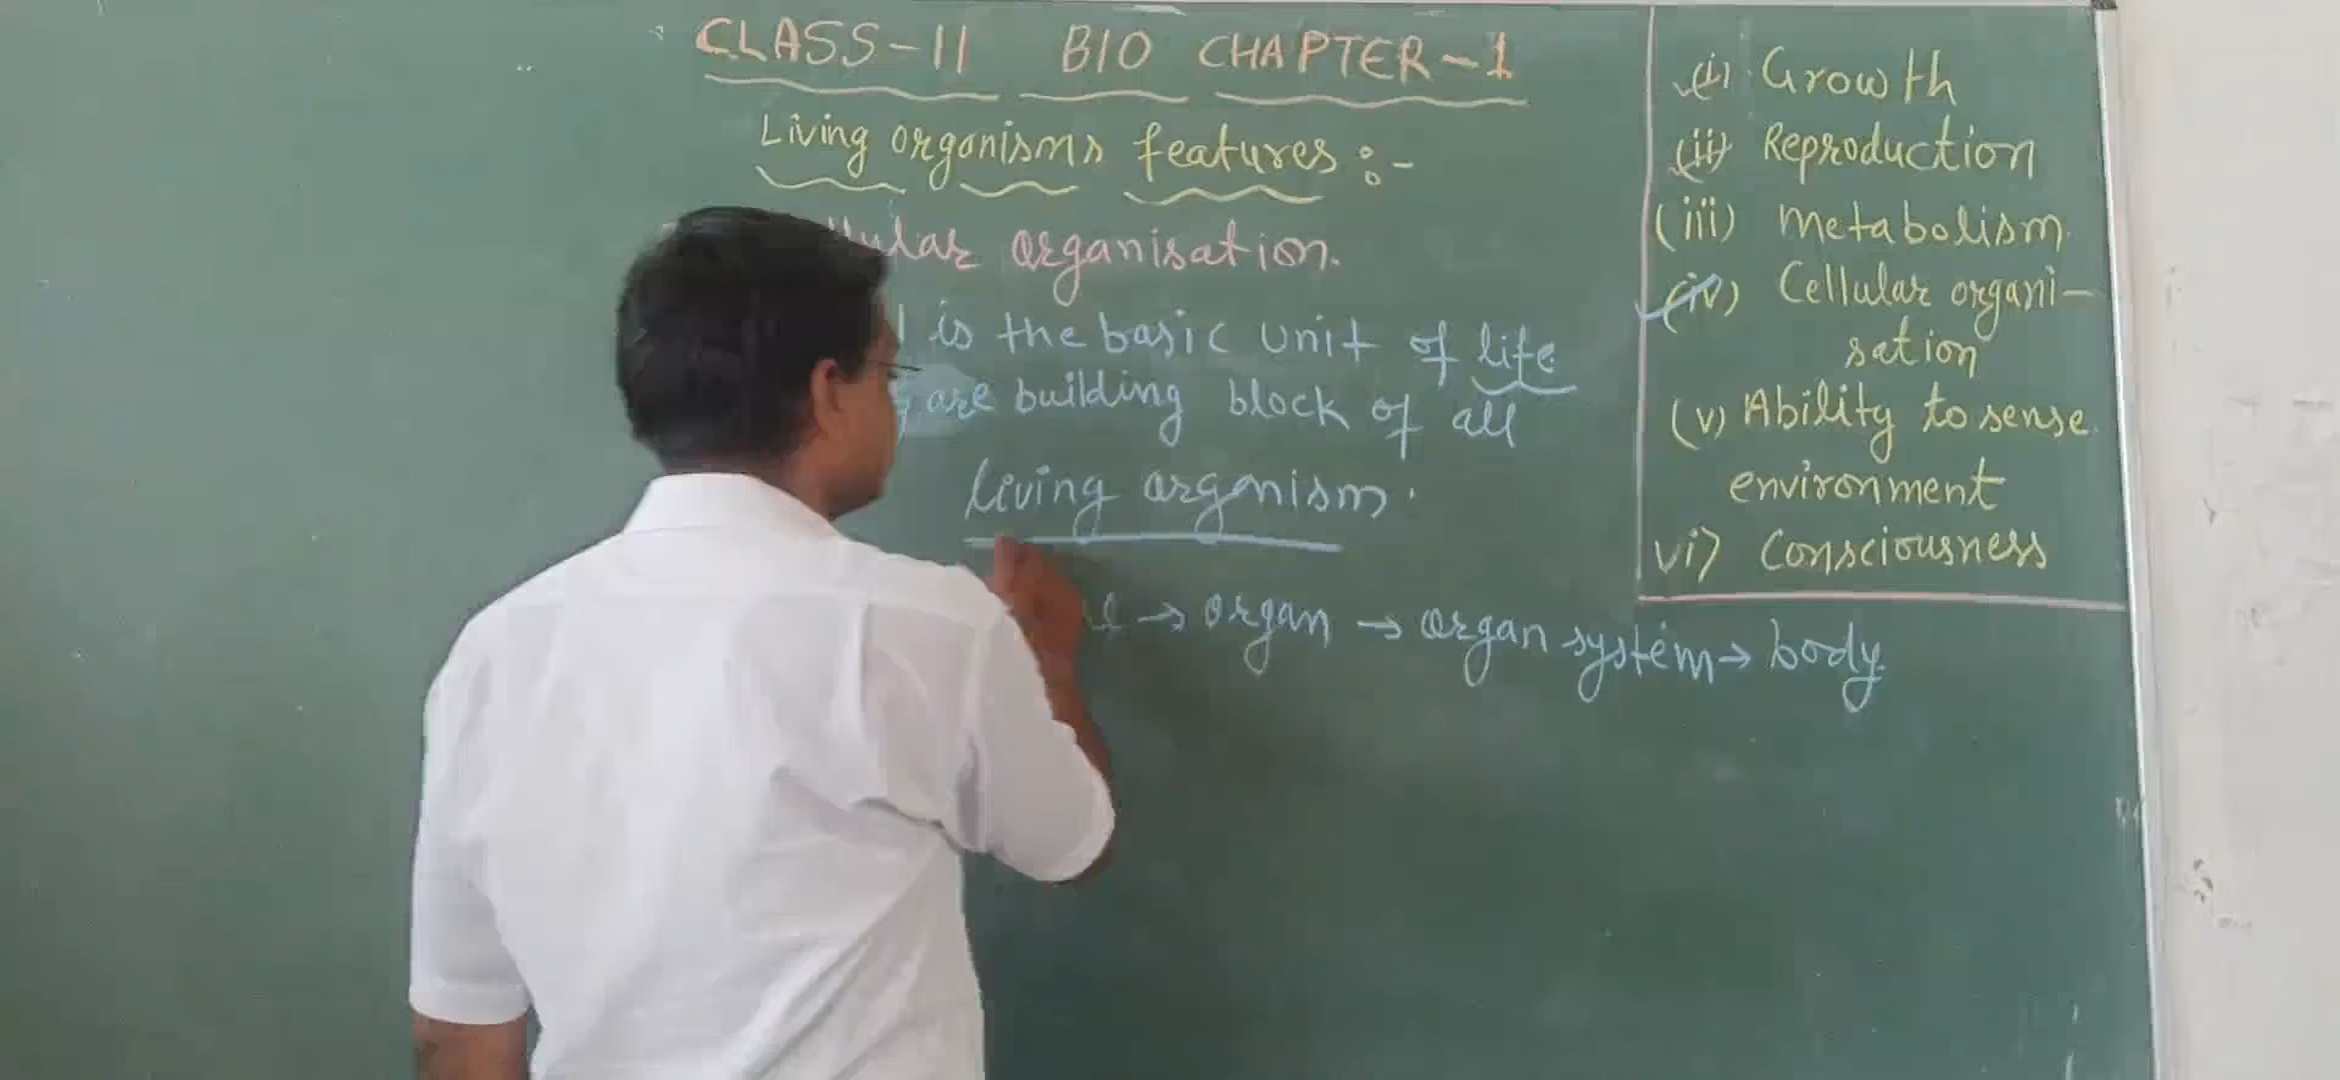 CLASS-11 BIO CHAPTER-1
Living organisms features :-
organisation.
is the basic unit of life
are building block of all
living organism.
→ organ → organ system → body
(i) Growth
(ii) Reproduction
(iii) Metabolism
(iv) Cellular organi-
sation
(v) Ability to sense
environment
vi) Consciousness